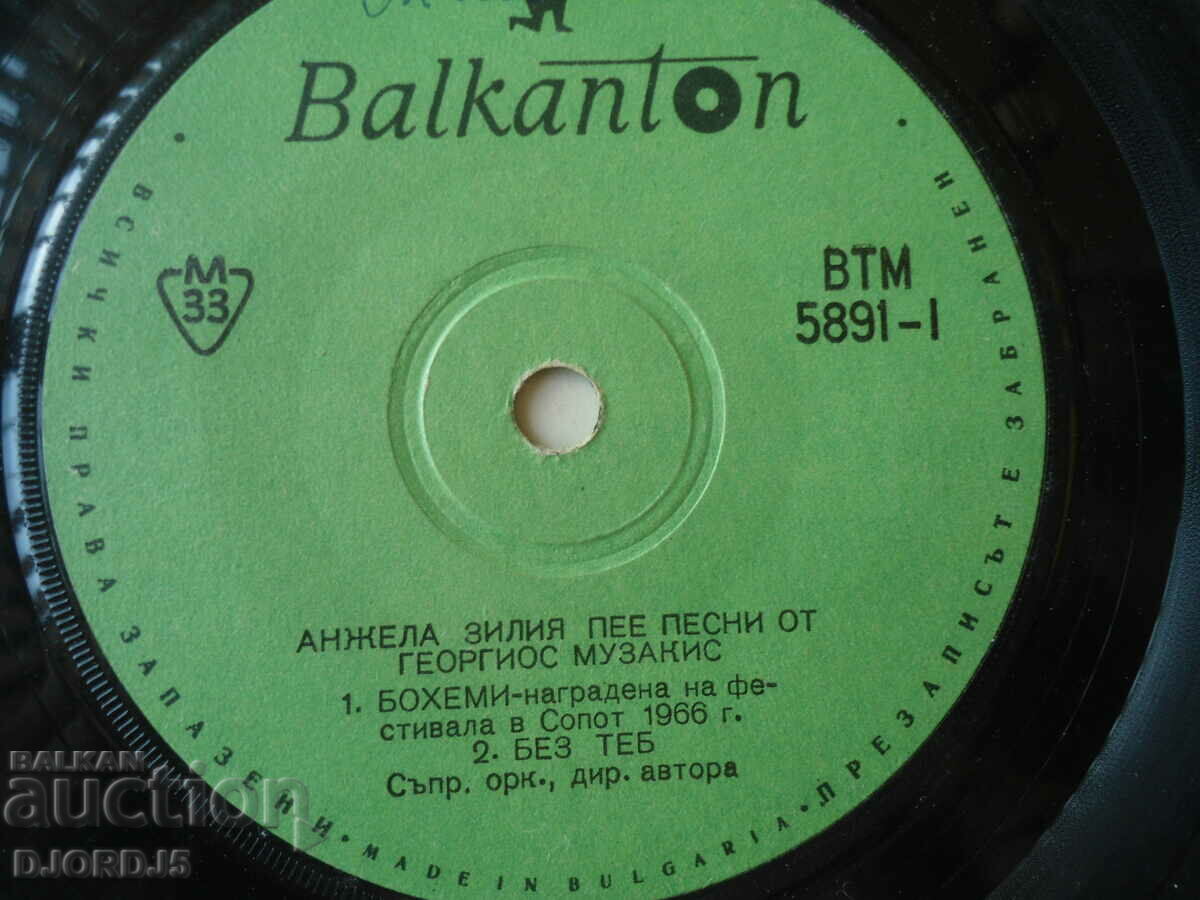 Balkanton
M
33
ВТМ
5891-I
АНЖЕЛА ЗИЛИЯ ПЕЕ ПЕСНИ ОТ
ГЕОРГИОС МУЗАКИС
1. БОХЕМИ-наградена на фе-
стивала в Сопот 1966 г.
2. БЕЗ ТЕБ
Съпр. орк., дир. автора
• ВСИЧКИ ПРАВА ЗАПАЗЕНИ • MADE IN BULGARIA • ПРЕЗАПИСЪТ Е ЗАБРАНЕН •
BALKAN
auction
DJORDJ5